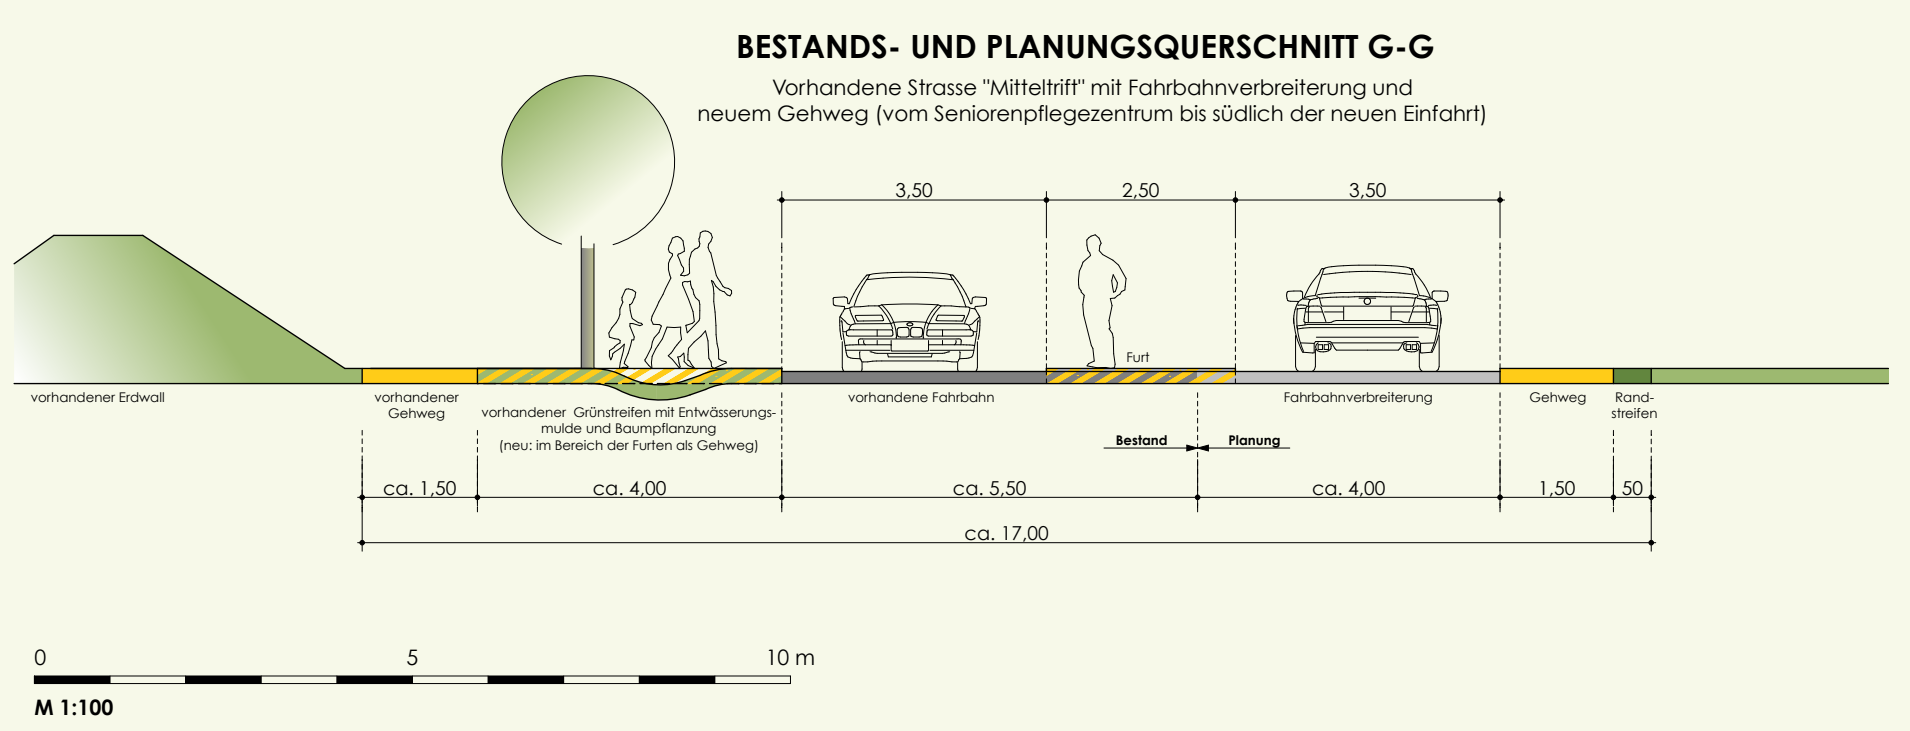 BESTANDS- UND PLANUNGSQUERSCHNITT G-G
Vorhandene Strasse "Mitteltrift" mit Fahrbahnverbreiterung und
neuem Gehweg (vom Seniorenpflegezentrum bis südlich der neuen Einfahrt)
3,50
2,50
3,50
Furt
vorhandener Erdwall
vorhandener
Gehweg
vorhandener Grünstreifen mit Entwässerungs-
mulde und Baumpflanzung
(neu: im Bereich der Furten als Gehweg)
vorhandene Fahrbahn
Fahrbahnverbreiterung
Gehweg
Rand-
streifen
Bestand
Planung
ca. 1,50
ca. 4,00
ca. 5,50
ca. 4,00
1,50
50
ca. 17,00
0
5
10 m
M 1:100